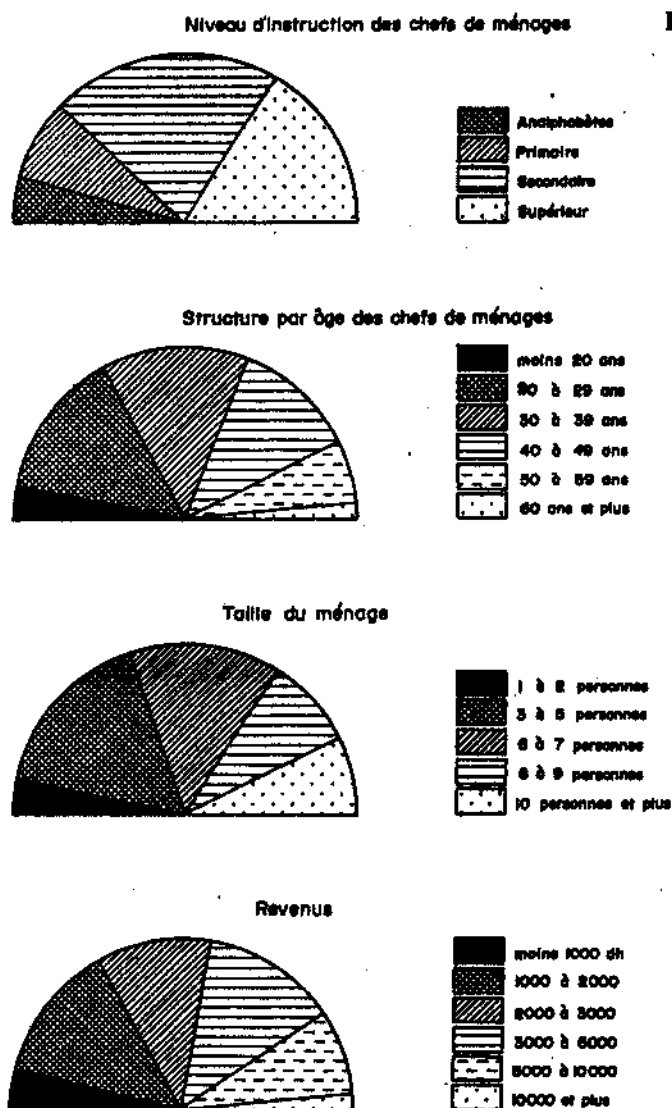 Niveau d'instruction des chefs de ménages
Analphabètes
Primaire
Secondaire
Supérieur
Structure par âge des chefs de ménages
moins 20 ans
20 à 29 ans
30 à 39 ans
40 à 49 ans
50 à 59 ans
60 ans et plus
Taille du ménage
1 à 2 personnes
3 à 5 personnes
6 à 7 personnes
à 9 personnes
10 personnes et plus
Revenus
moins 1000 dh
1000 à 2000
2000 à 3000
3000 à 5000
5000 à 10000
10000 et plus